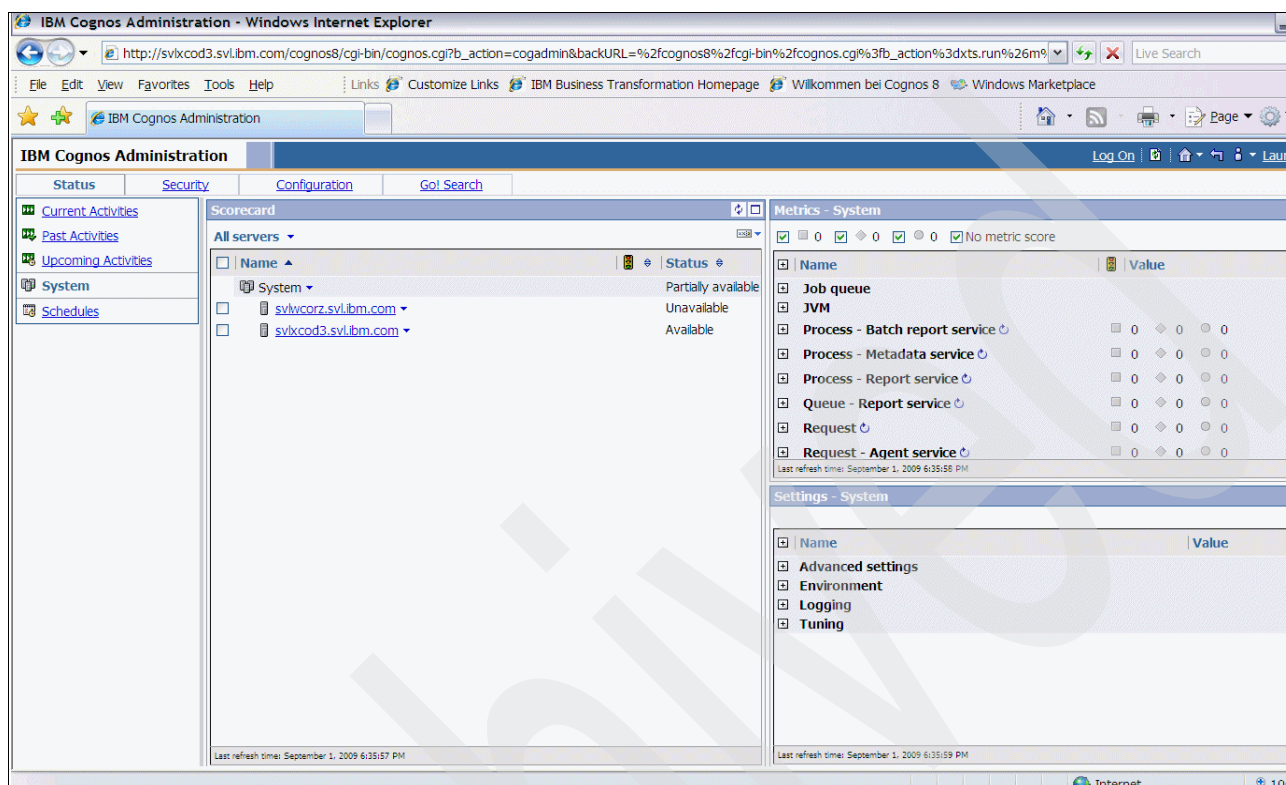 IBM Cognos Administration - Windows Internet Explorer
http://svlxcod3.svl.ibm.com/cognos8/cgi-bin/cognos.cgi?b_action=cogadmin&backURL=%2fcognos8%2fcgi-bin%2fcognos.cgi%3fb_action%3dxts.run%26m% Live Search
File Edit View Favorites Tools Help Links Customize Links IBM Business Transformation Homepage Willkommen bei Cognos 8 Windows Marketplace
IBM Cognos Administration Page
IBM Cognos Administration Log On Lau
Status Security Configuration Go! Search
Current Activities
Past Activities
Upcoming Activities
System
Schedules
Scorecard
All servers
Name Status
System Partially available
svlwcorz.svl.ibm.com Unavailable
svlxcod3.svl.ibm.com Available
Last refresh time: September 1, 2009 6:35:57 PM
Metrics - System
0 0 0 No metric score
Name Value
Job queue
JVM
Process - Batch report service 0 0 0
Process - Metadata service 0 0 0
Process - Report service 0 0 0
Queue - Report service 0 0 0
Request 0 0 0
Request - Agent service 0 0 0
Last refresh time: September 1, 2009 6:35:58 PM
Settings - System
Name Value
Advanced settings
Environment
Logging
Tuning
Last refresh time: September 1, 2009 6:35:59 PM
Internet 10